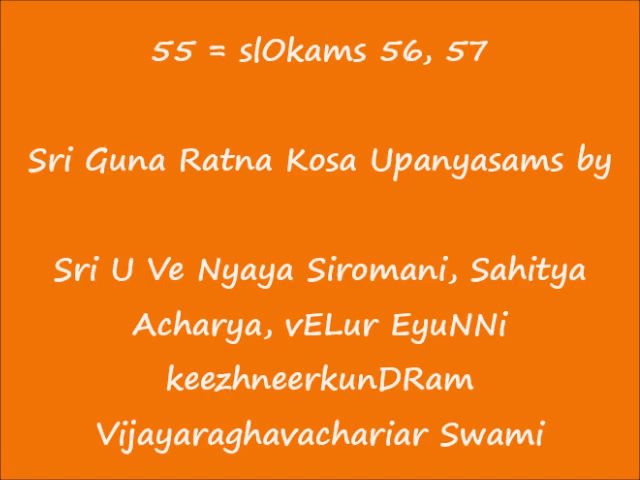 55 = slOkams 56, 57
Sri Guna Ratna Kosa Upanyasams by
Sri U Ve Nyaya Siromani, Sahitya
Acharya, vELur EyuNNi
keezhneerkunDRam
Vijayaraghavachariar Swami